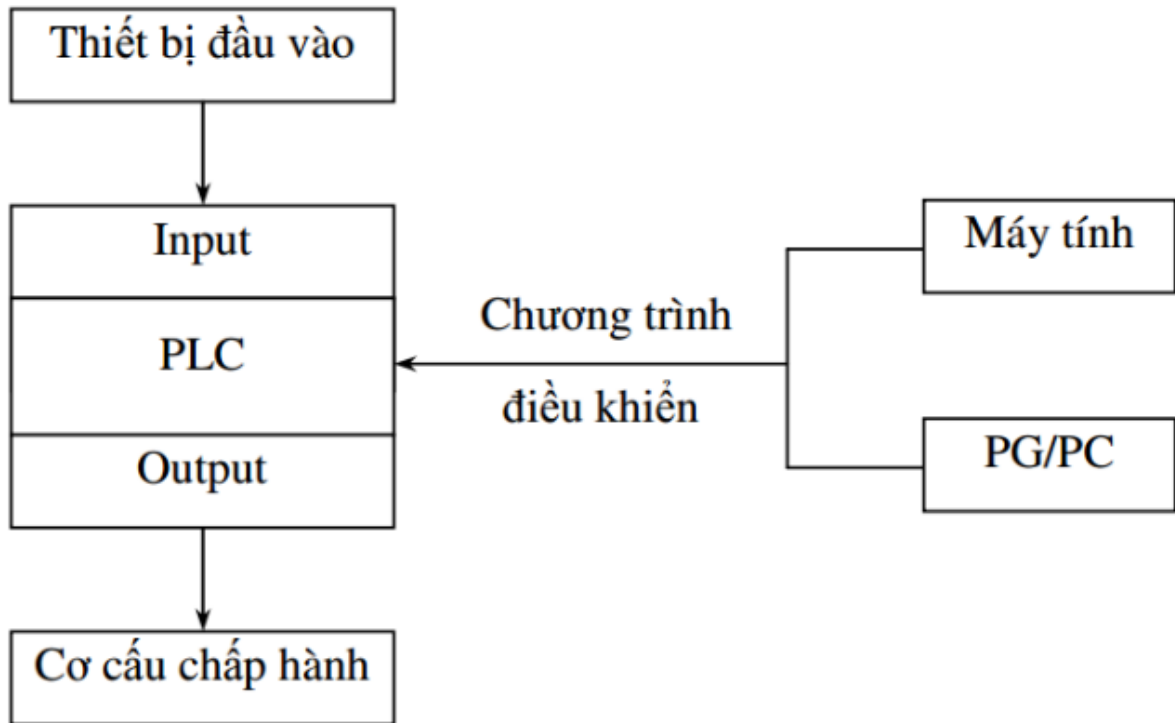 Thiết bị đầu vào
Input
PLC
Output
Cơ cấu chấp hành
Chương trình
điều khiển
Máy tính
PG/PC